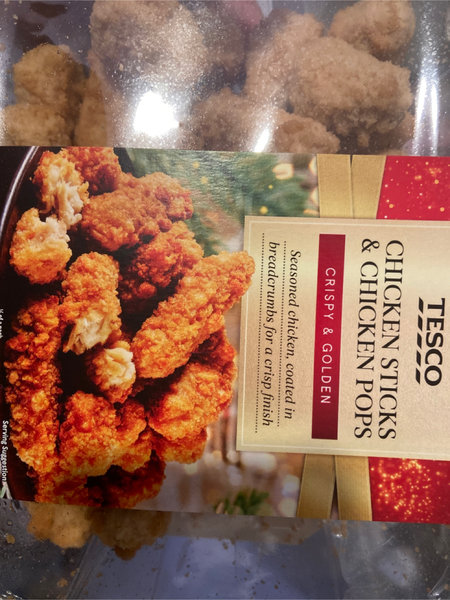 TESCO
CHICKEN STICKS
& CHICKEN POPS
CRISPY & GOLDEN
Seasoned chicken, coated in
breadcrumbs for a crisp finish
Serving Suggestion